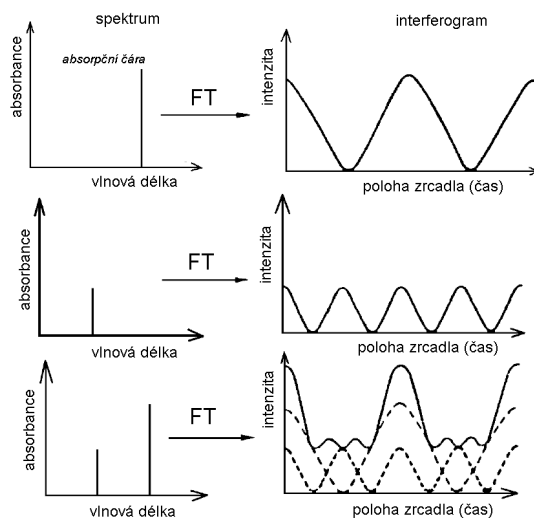 spektrum
interferogram
absorbance
absorpční čára
FT
vlnová délka
intenzita
poloha zrcadla (čas)
absorbance
FT
vlnová délka
intenzita
poloha zrcadla (čas)
absorbance
FT
vlnová délka
intenzita
poloha zrcadla (čas)